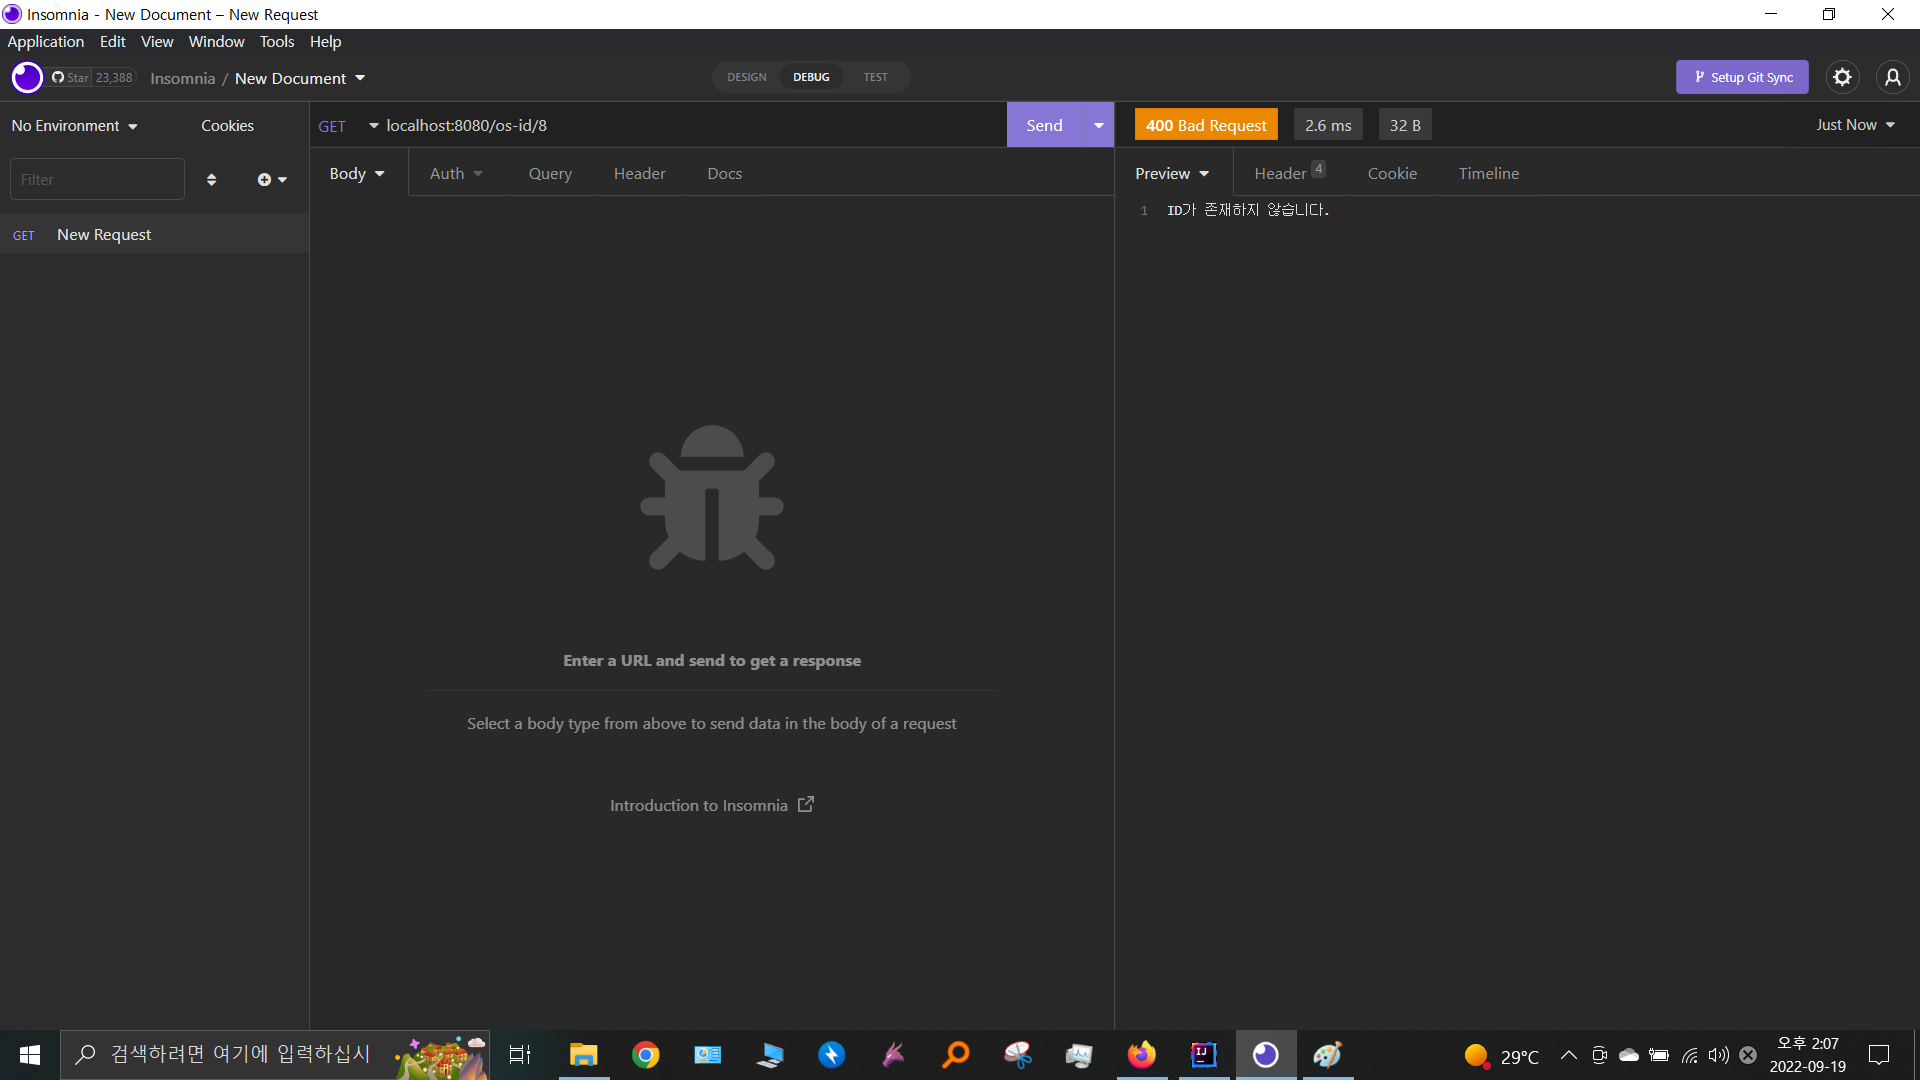 Insomnia - New Document – New Request
Application Edit View Window Tools Help
Star 23,388 Insomnia / New Document DESIGN DEBUG TEST Setup Git Sync
No Environment Cookies GET localhost:8080/os-id/8 Send 400 Bad Request 2.6 ms 32 B Just Now
Filter Body Auth Query Header Docs Preview Header 4 Cookie Timeline
1 ID가 존재하지 않습니다.
GET New Request
Enter a URL and send to get a response
Select a body type from above to send data in the body of a request
Introduction to Insomnia
검색하려면 여기에 입력하십시
IJ
29°C
오후 2:07
2022-09-19